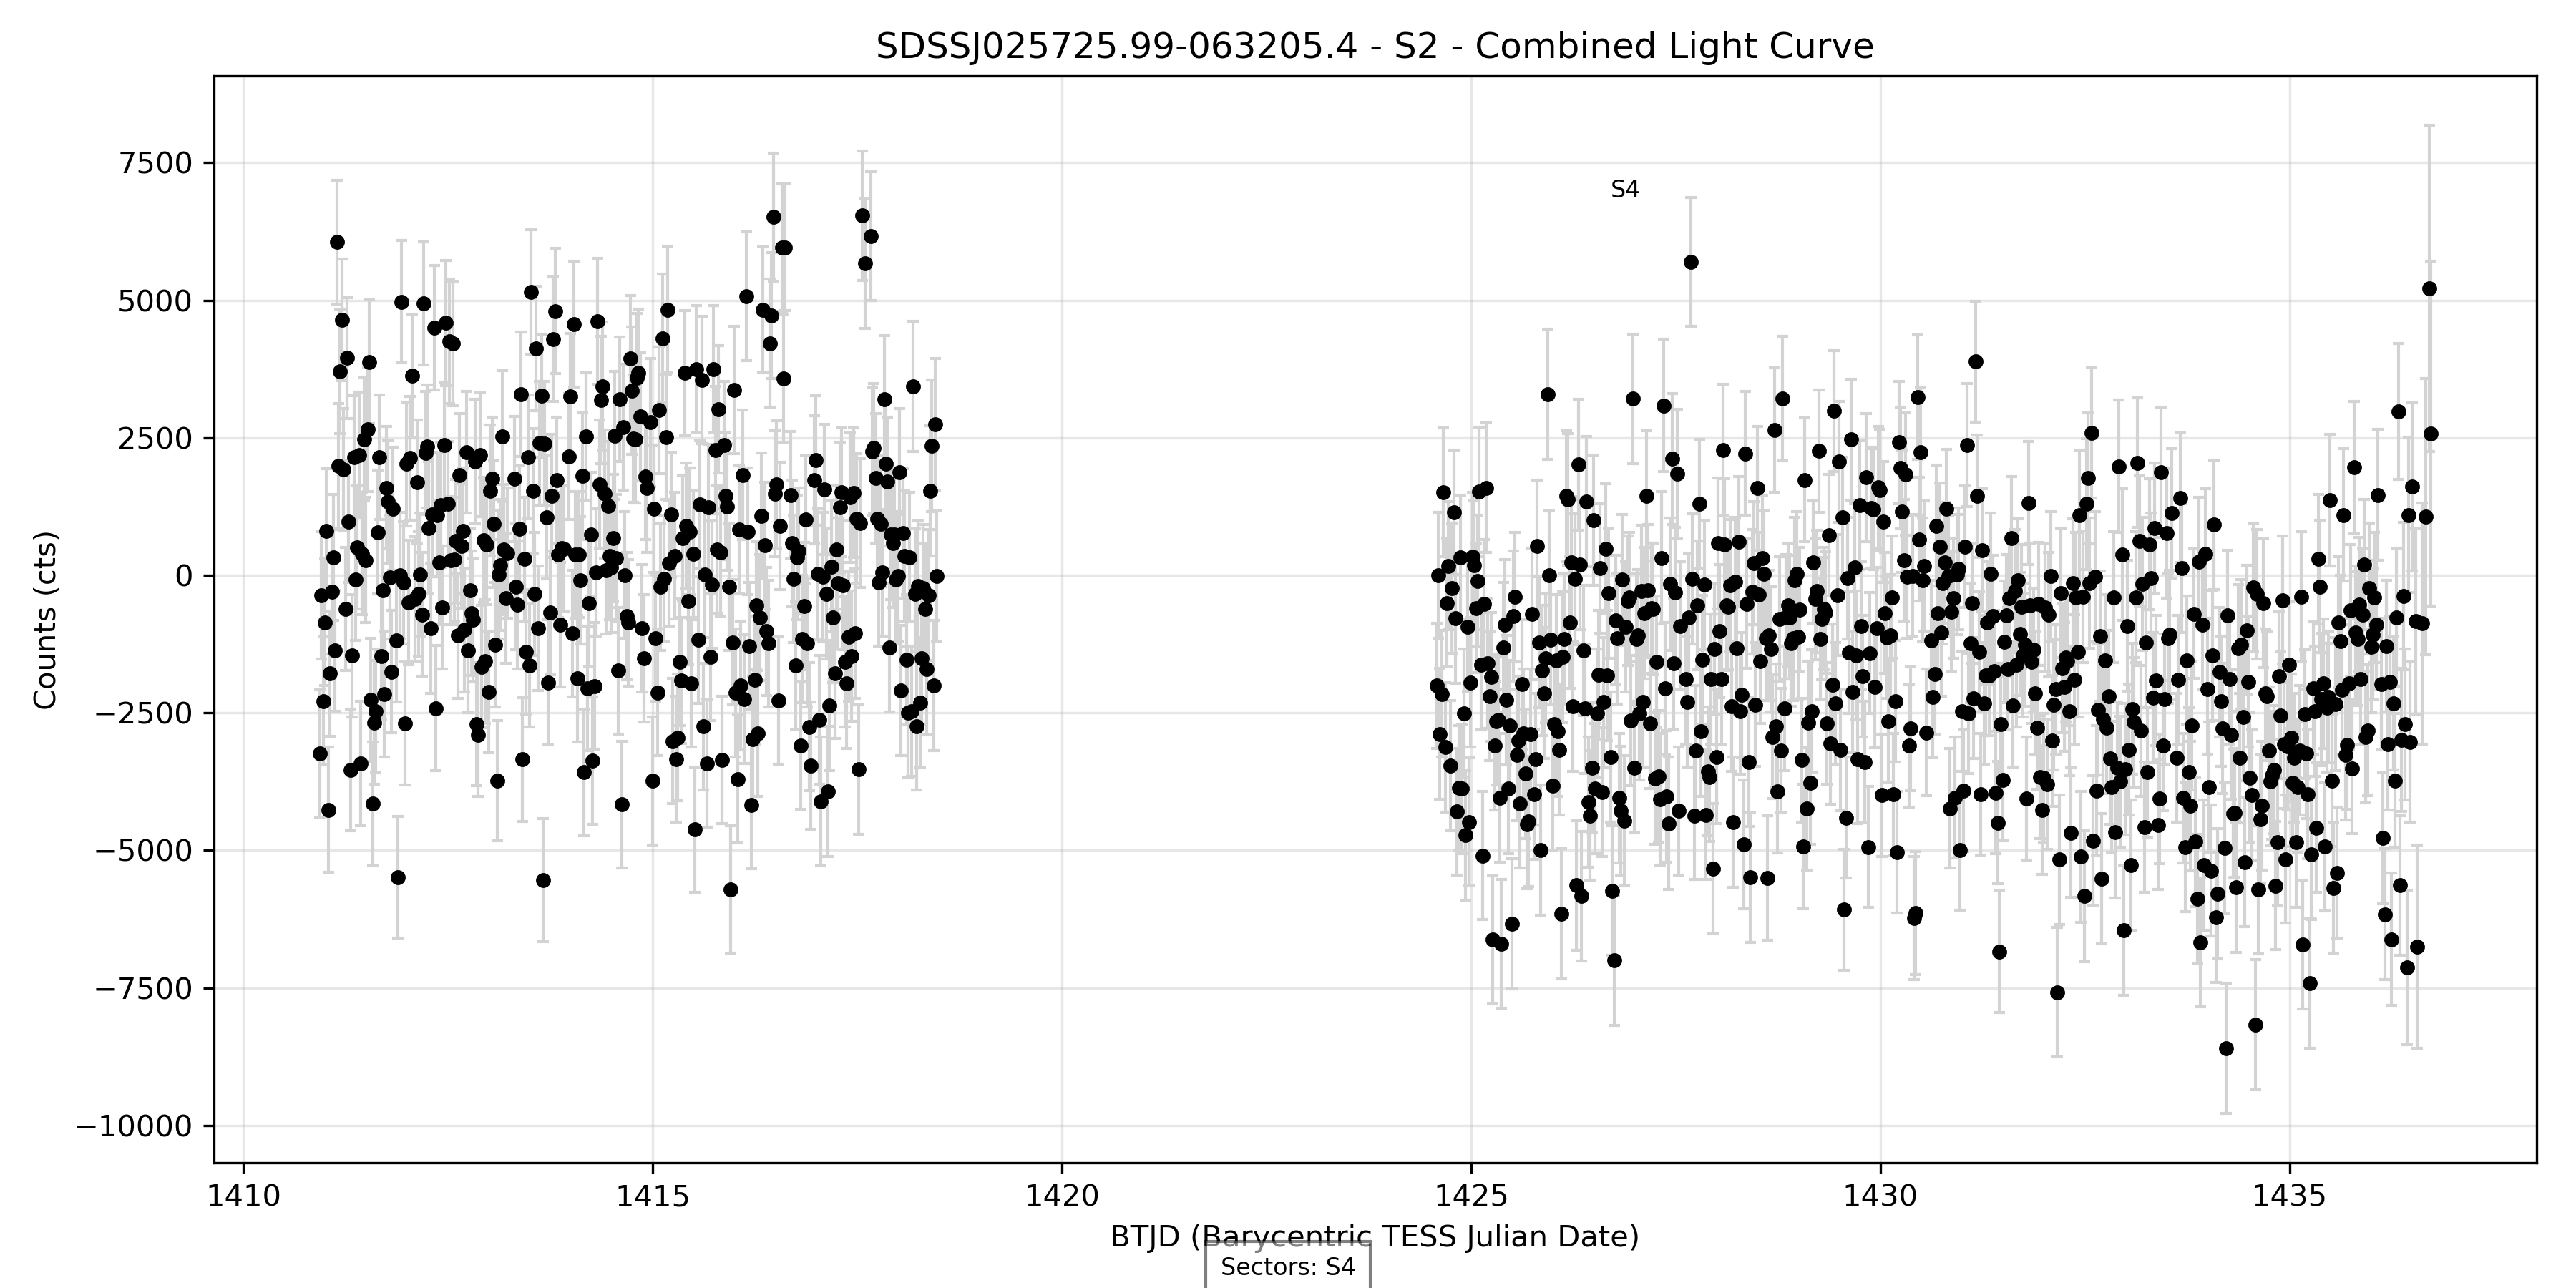 SDSSJ025725.99-063205.4 - S2 - Combined Light Curve
7500
5000
2500
0
−2500
−5000
−7500
−10000
Counts (cts)
S4
1410 1415 1420 1425 1430 1435
BTJD (Barycentric TESS Julian Date)
Sectors: S4